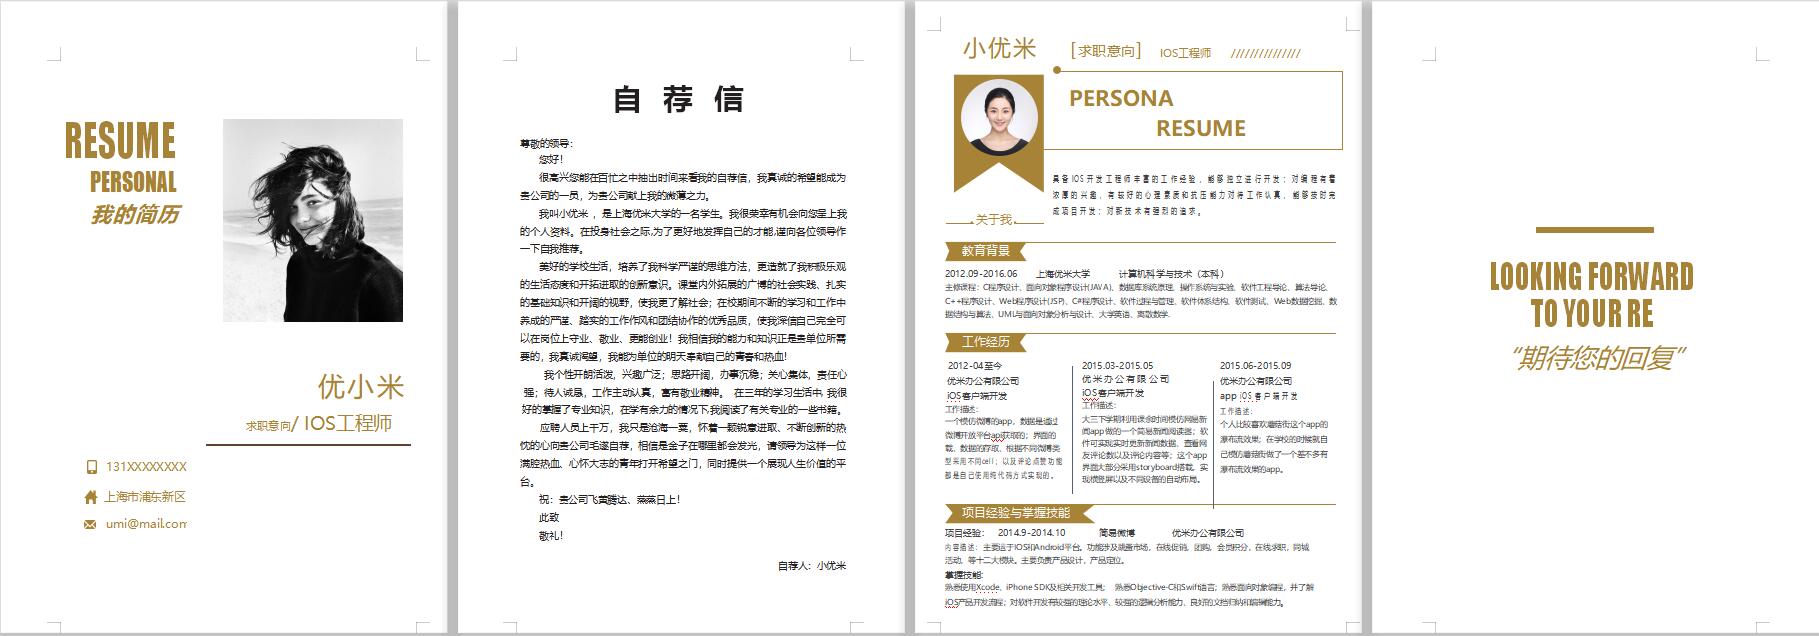 RESUME
PERSONAL
我的简历
优小米
求职意向/ IOS工程师
131XXXXXXXX
上海市浦东新区
umi@mail.com
自 荐 信
尊敬的领导：
您好！
很高兴您能在百忙之中抽出时间来看我的自荐信，我真诚的希望能成为
贵公司的一员，为贵公司献上我的微薄之力。
我叫小优米 ，是上海优米大学的一名学生。我很荣幸有机会向您呈上我
的个人资料。在投身社会之际,为了更好地发挥自己的才能,谨向各位领导作
一下自我推荐。
美好的学校生活，培养了我科学严谨的思维方法，更造就了我积极乐观
的生活态度和开拓进取的创新意识。课堂内外拓展的广博的社会实践、扎实
的基础知识和开阔的视野，使我更了解社会；在校期间不断的学习和工作中
养成的严谨、踏实的工作作风和团结协作的优秀品质，使我深信自己完全可
以在岗位上守业、敬业、更能创业！我相信我的能力和知识正是贵单位所需
要的，我真诚渴望，我能为单位的明天奉献自己的青春和热血！
我个性开朗活泼，兴趣广泛；思路开阔，办事沉稳；关心集体，责任心
强；待人诚恳，工作主动认真，富有敬业精神。 在三年的学习生活中, 我很
好的掌握了专业知识，在学有余力的情况下,我阅读了有关专业的一些书籍。
应聘人员上千万，我只是沧海一粟，怀着一颗锐意进取、不断创新的热
忱的心向贵公司毛遂自荐，相信是金子在哪里都会发光，请领导为这样一位
满腔热血、心怀大志的青年打开希望之门，同时提供一个展现人生价值的平
台。
祝：贵公司飞黄腾达、蒸蒸日上！
此致
敬礼！
自荐人：小优米
小优米 [求职意向] IOS工程师 ///////////////
PERSONA
RESUME
具备IOS开发工程师丰富的工作经验，能够独立进行开发；对编程有着
浓厚的兴趣，有较好的心理素质和抗压能力对待工作认真，能够按时完
成项目开发；对新技术有强烈的追求。
关于我
教育背景
2012.09-2016.06 上海优米大学 计算机科学与技术（本科）
主修课程：C程序设计、面向对象程序设计(JAVA)、数据库系统原理、操作系统与实验、软件工程导论、算法导论、
C++程序设计、Web程序设计(JSP)、C#程序设计、软件过程与管理、软件体系结构、软件测试、Web数据挖掘、数
据结构与算法、UML与面向对象分析与设计、大学英语、离散数学.
工作经历
2012-04至今
优米办公有限公司
iOS客户端开发
工作描述：
一个模仿微博的app，数据是通过
微博开放平台api获取的；界面的
载、数据的存取、根据不同微博类
型采用不同cell；以及评论点赞功能
都是自己使用纯代码方式实现的。
2015.03-2015.05
优米办公有限公司
iOS客户端开发
工作描述：
大三下学期利用课余时间模仿网易新
闻app做的一个简易新闻阅读器；软
件可实现实时更新新闻数据、查看网
友评论数以及评论内容等；这个app
界面大部分采用storyboard搭载，实
现横竖屏以及不同设备的自动布局。
2015.06-2015.09
优米办公有限公司
app iOS 客户端开发
工作描述：
个人比较喜欢蘑菇街这个app的
瀑布流效果；在学校的时候就自
己模仿蘑菇街做了一个差不多有
瀑布流效果的app。
项目经验与掌握技能
项目经验： 2014.9-2014.10 简易微博 优米办公有限公司
内容描述：主要运于IOS和Android平台。功能涉及跳蚤市场，在线促销，团购，会员积分，在线求职，同城
活动，等十二大模块。主要负责产品设计，产品定位。
掌握技能:
熟悉使用Xcode、iPhone SDK及相关开发工具； 熟悉Objective-C和Swift语言；熟悉面向对象编程，并了解
iOS产品开发流程；对软件开发有较强的理论水平、较强的逻辑分析能力、良好的文档归纳和编辑能力。
LOOKING FORWARD
TO YOUR RE
“期待您的回复”